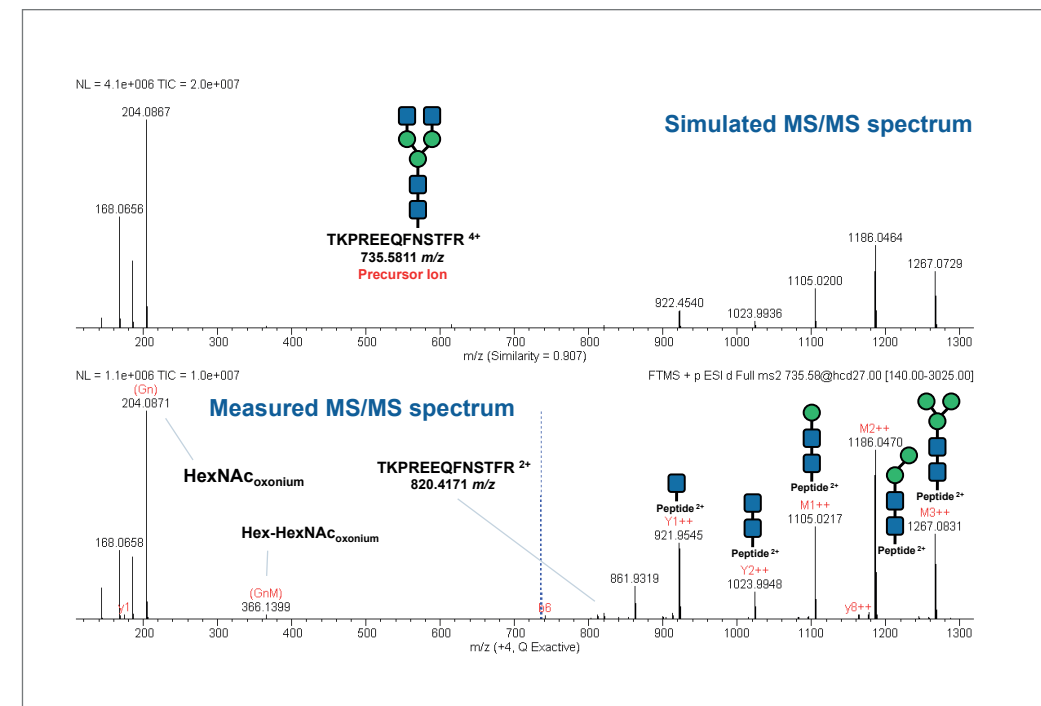 NL = 4.1e+006 TIC = 2.0e+007
204.0867
Simulated MS/MS spectrum
168.0656
TKPREEQFNSTFR 4+
735.5811 m/z
Precursor Ion
1186.0464
1267.0729
1105.0200
922.4540
1023.9936
200 300 400 500 600 700 800 900 1000 1100 1200 1300
m/z (Similarity = 0.907)
NL = 1.1e+006 TIC = 1.0e+007
FTMS + p ESI d Full ms2 735.58@hcd27.00 [140.00-3025.00]
(Gn)
204.0871
Measured MS/MS spectrum
M2++
1186.0470
TKPREEQFNSTFR 2+
820.4171 m/z
HexNAcoxonium
Peptide 2+
Peptide 2+
Peptide 2+
Y1++
921.9545
M1++
1105.0217
M3++
1267.0831
Hex-HexNAcoxonium
168.0658
Peptide 2+
Peptide 2+
Y2++
1023.9948
861.9319
(GnM)
366.1399
y1
y8++
200 300 400 500 600 700 800 900 1000 1100 1200 1300
m/z (+4, Q Exactive)